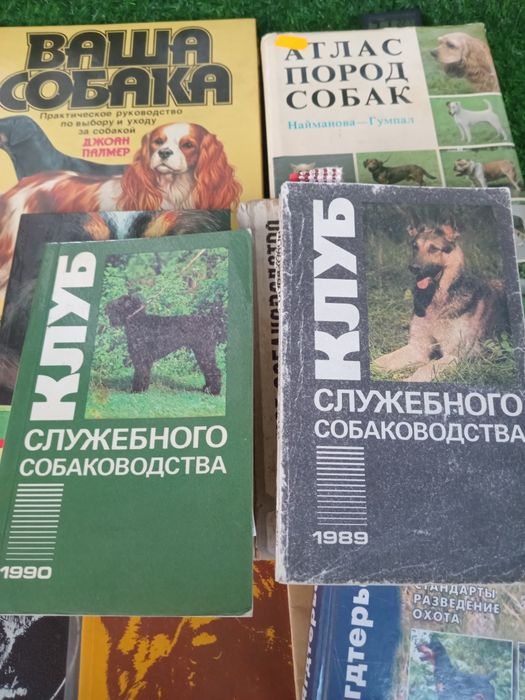 ВАША
СОБАКА
Практическое руководство
по выбору и уходу
за собакой
ДЖОАН
ПАЛМЕР
АТЛАС
ПОРОД
СОБАК
Найманова—Гумпал
КЛУБ
СЛУЖЕБНОГО
СОБАКОВОДСТВА
1990
КЛУБ
СЛУЖЕБНОГО
СОБАКОВОДСТВА
1989
СТАНДАРТЫ
РАЗВЕДЕНИЕ
ОХОТА